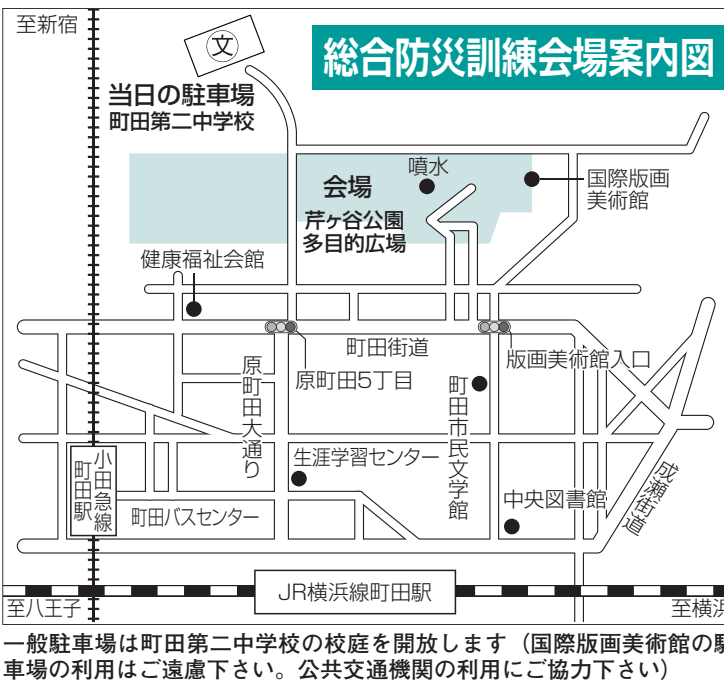 至新宿
文
総合防災訓練会場案内図
当日の駐車場
町田第二中学校
噴水
会場
国際版画
美術館
芹ヶ谷公園
多目的広場
健康福祉会館
町田街道
版画美術館入口
原町田5丁目
原町田大通り
町田市民文学館
生涯学習センター
小田急線
町田駅
成瀬街道
中央図書館
町田バスセンター
JR横浜線町田駅
至八王子
至横浜
一般駐車場は町田第二中学校の校庭を開放します(国際版画美術館の駐
車場の利用はご遠慮下さい。公共交通機関の利用にご協力下さい)